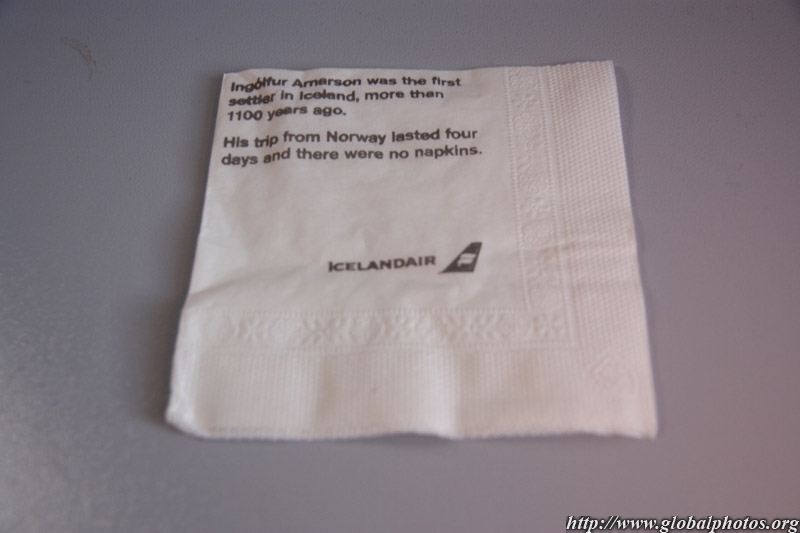 Ingólfur Arnarson was the first
settler in Iceland, more than
1100 years ago.
His trip from Norway lasted four
days and there were no napkins.
ICELANDAIR
http://www.globalphotos.org